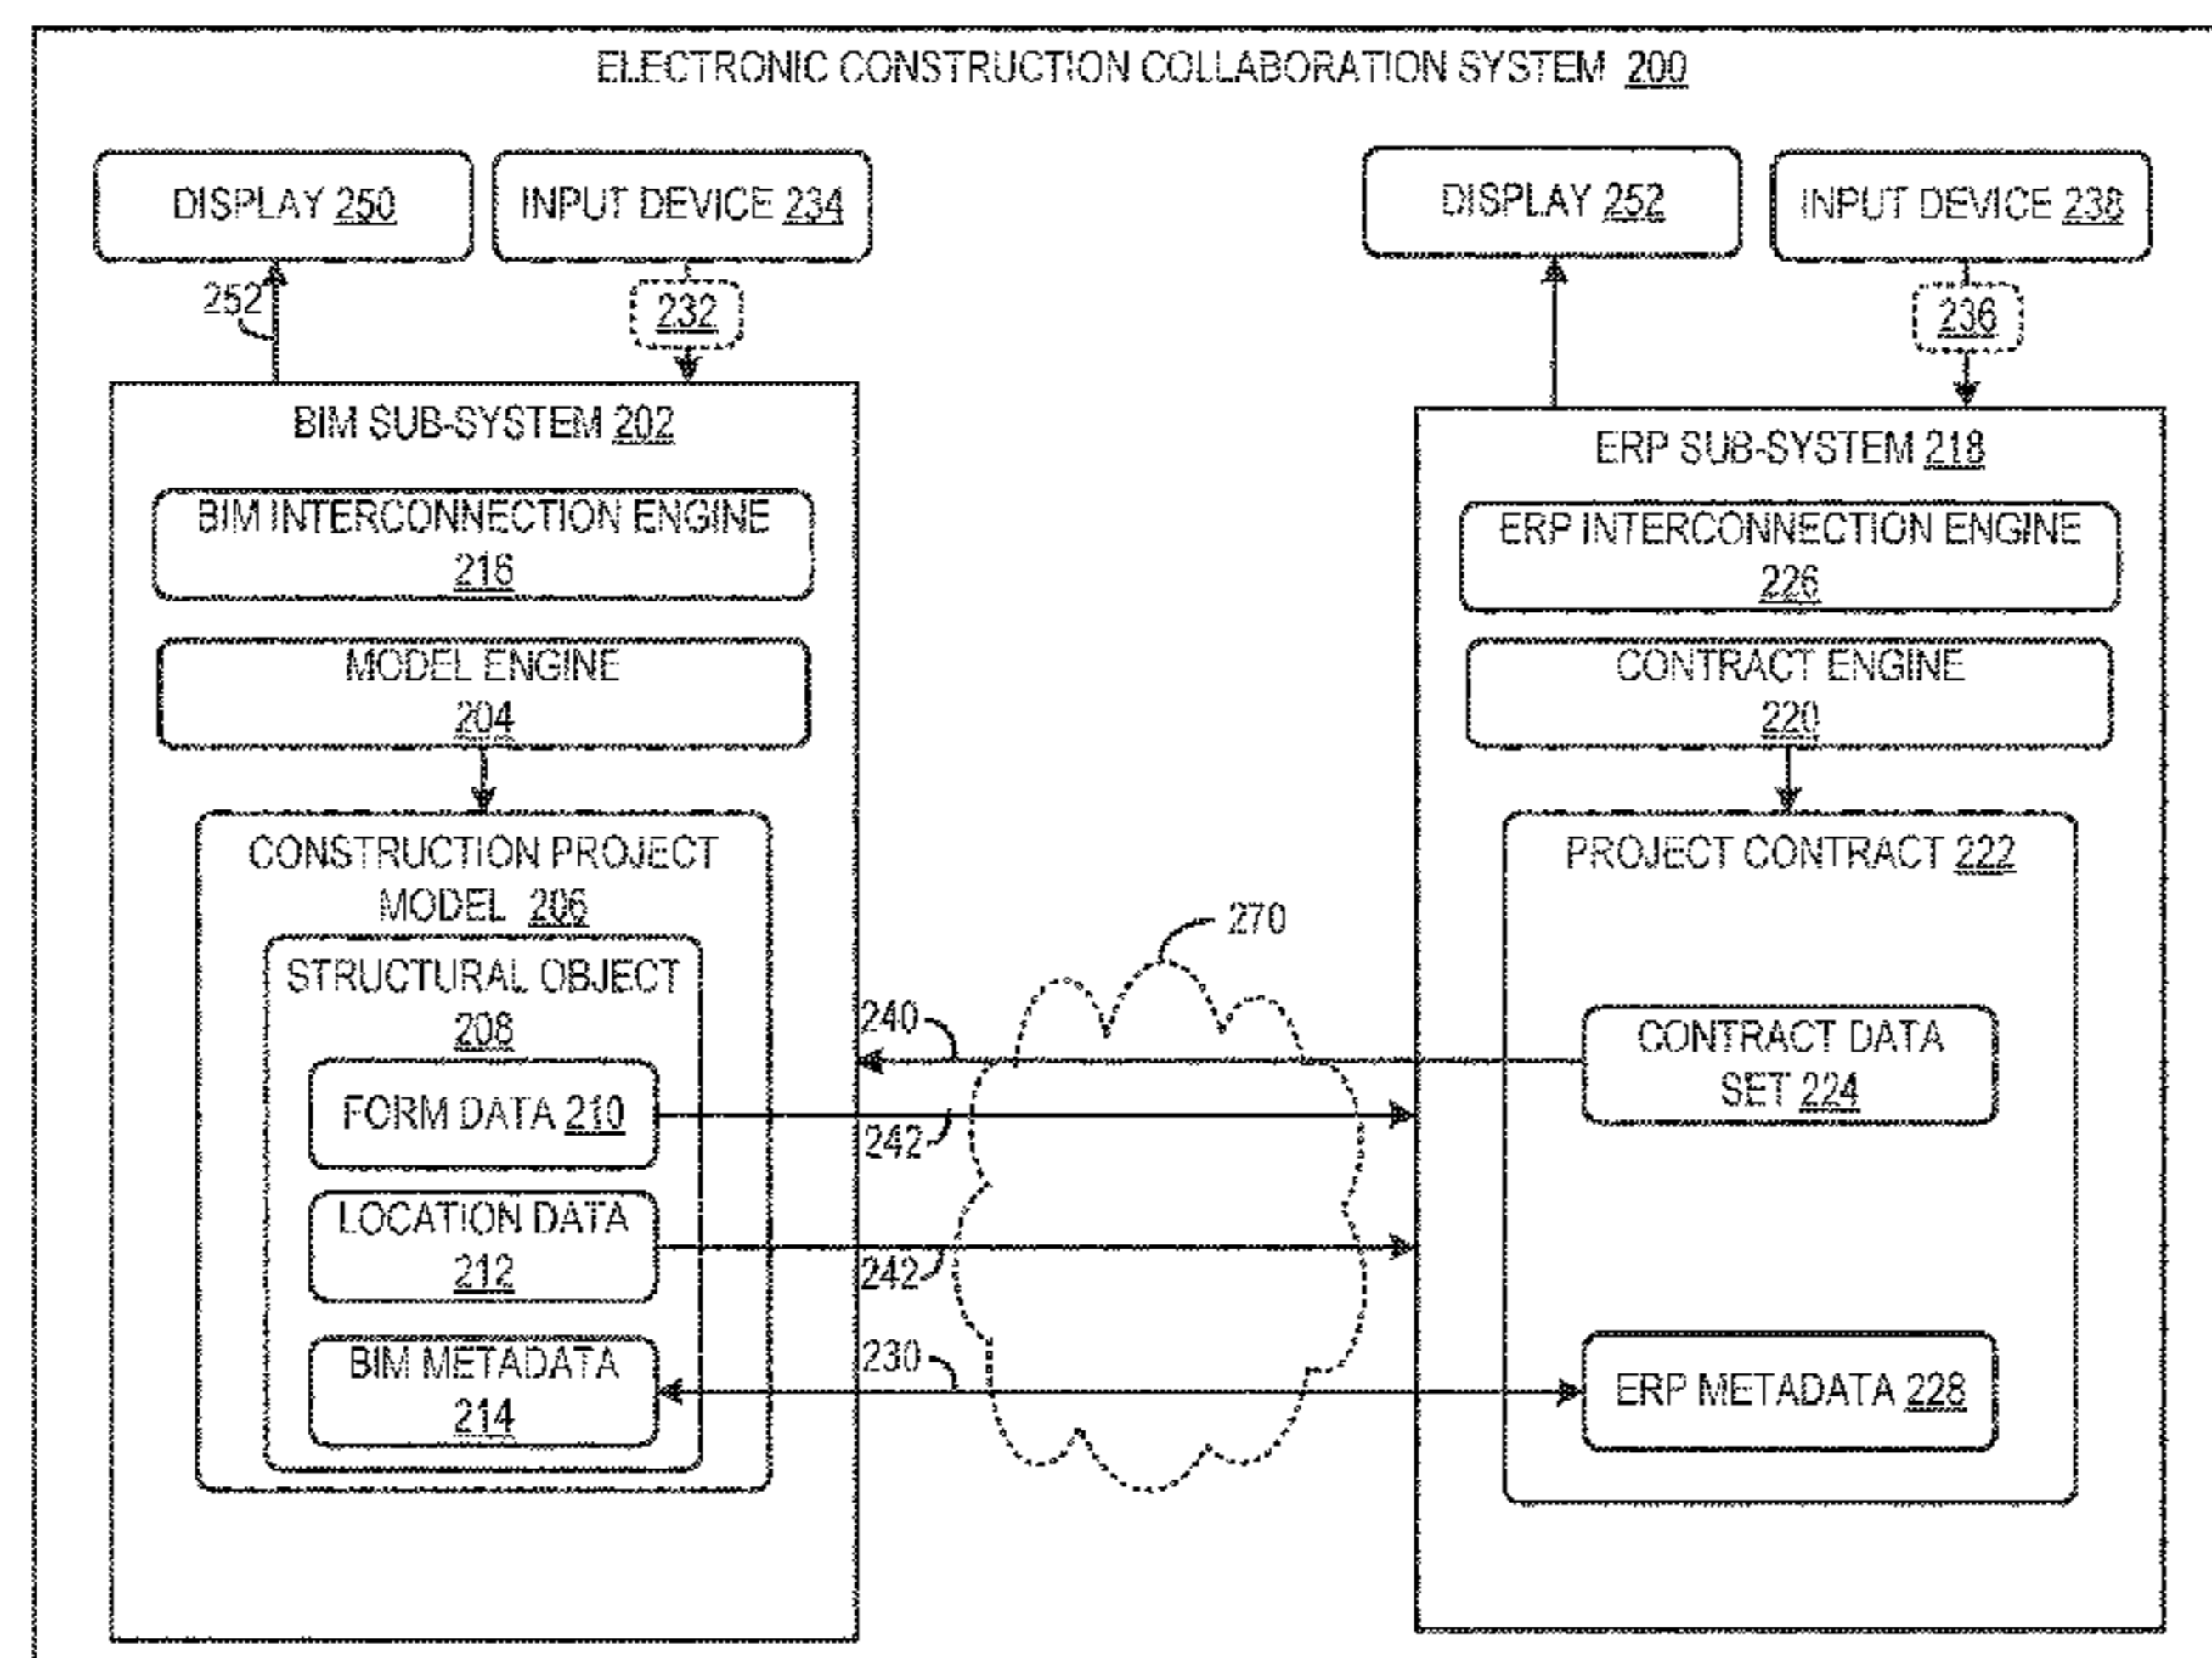 ELECTRONIC CONSTRUCTION COLLABORATION SYSTEM 200
DISPLAY 250
INPUT DEVICE 234
DISPLAY 252
INPUT DEVICE 238
252
232
236
BIM SUB-SYSTEM 202
BIM INTERCONNECTION ENGINE
216
MODEL ENGINE
204
CONSTRUCTION PROJECT
MODEL 206
STRUCTURAL OBJECT
208
FORM DATA 210
LOCATION DATA
212
BIM METADATA
214
270
240
242
242
230
ERP SUB-SYSTEM 218
ERP INTERCONNECTION ENGINE
226
CONTRACT ENGINE
220
PROJECT CONTRACT 222
CONTRACT DATA
SET 224
ERP METADATA 228